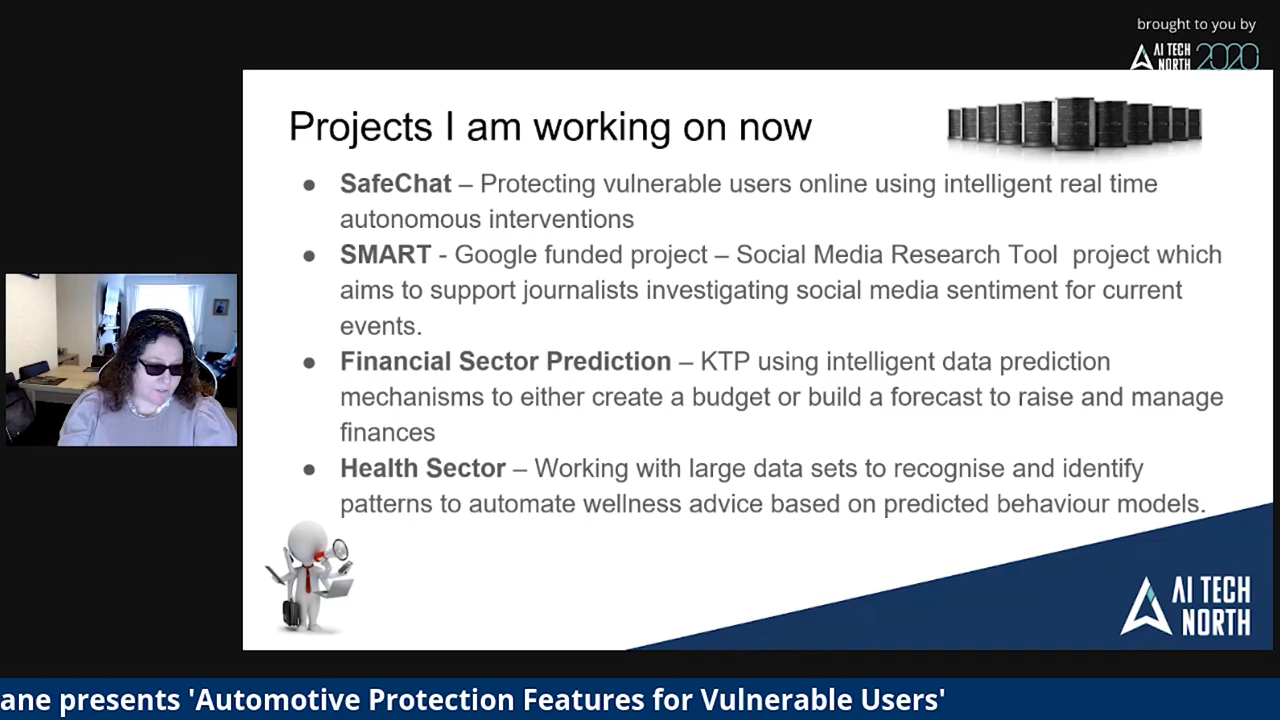 brought to you by
AI TECH
NORTH 2020
Projects I am working on now
● SafeChat – Protecting vulnerable users online using intelligent real time
autonomous interventions
● SMART - Google funded project – Social Media Research Tool project which
aims to support journalists investigating social media sentiment for current
events.
● Financial Sector Prediction – KTP using intelligent data prediction
mechanisms to either create a budget or build a forecast to raise and manage
finances
● Health Sector – Working with large data sets to recognise and identify
patterns to automate wellness advice based on predicted behaviour models.
AI TECH
NORTH
ane presents 'Automotive Protection Features for Vulnerable Users'